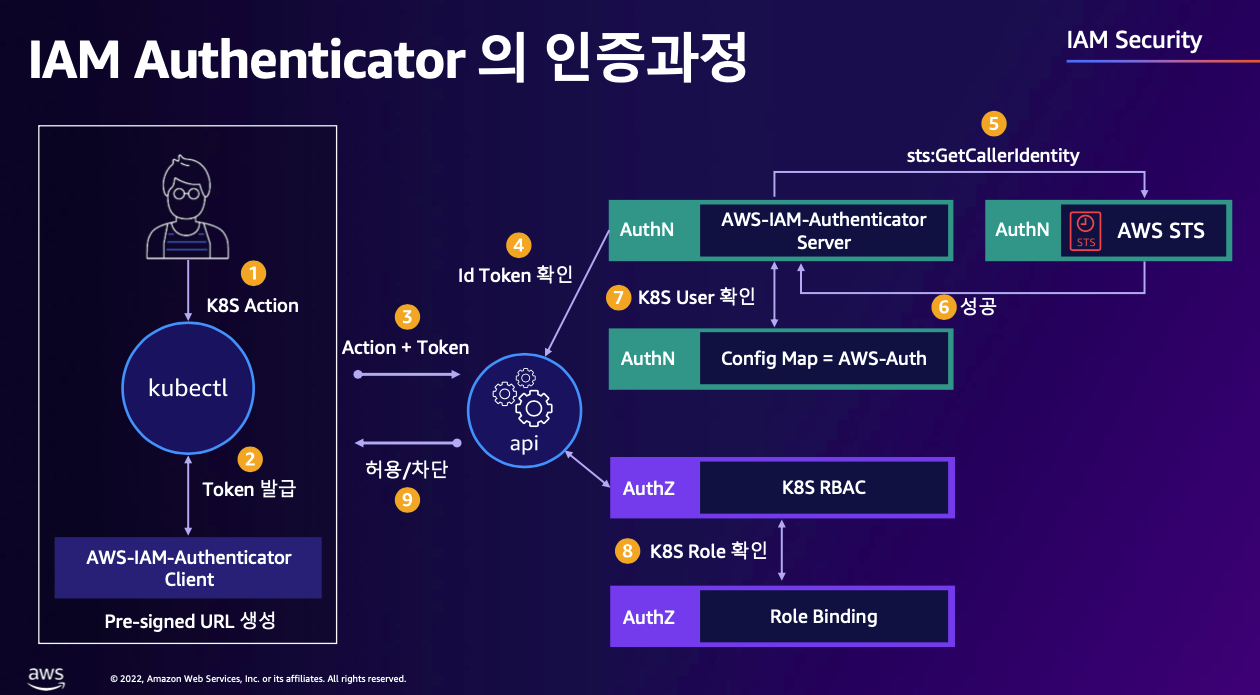 IAM Authenticator 의 인증과정
IAM Security
1
K8S Action
kubectl
2
Token 발급
AWS-IAM-Authenticator
Client
Pre-signed URL 생성
3
Action + Token
허용/차단
9
4
Id Token 확인
api
5
sts:GetCallerIdentity
AuthN
AWS-IAM-Authenticator
Server
AuthN
STS
AWS STS
6 성공
7 K8S User 확인
AuthN
Config Map = AWS-Auth
AuthZ
K8S RBAC
8 K8S Role 확인
AuthZ
Role Binding
aws
© 2022, Amazon Web Services, Inc. or its affiliates. All rights reserved.